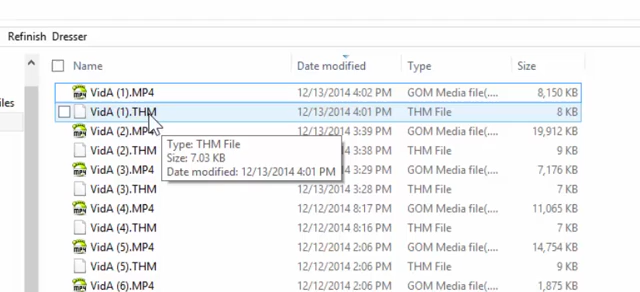 Refinish Dresser
Name Date modified Type Size
iles
VidA (1).MP4 12/13/2014 4:02 PM GOM Media file(.... 8,150 KB
VidA (1).THM 12/13/2014 4:01 PM THM File 8 KB
VidA (2).MP4 12/13/2014 3:39 PM GOM Media file(.... 19,912 KB
Type: THM File
Size: 7.03 KB
Date modified: 12/13/2014 4:01 PM
VidA (2).THM 3:38 PM THM File 9 KB
VidA (3).MP4 3:29 PM GOM Media file(.... 7,176 KB
VidA (3).THM 12/13/2014 3:28 PM THM File 7 KB
VidA (4).MP4 12/12/2014 8:17 PM GOM Media file(.... 11,065 KB
VidA (4).THM 12/12/2014 8:16 PM THM File 7 KB
VidA (5).MP4 12/12/2014 2:06 PM GOM Media file(.... 14,754 KB
VidA (5).THM 12/12/2014 2:06 PM THM File 9 KB
VidA (6).MP4 12/12/2014 2:06 PM GOM Media file(.... 1,875 KB